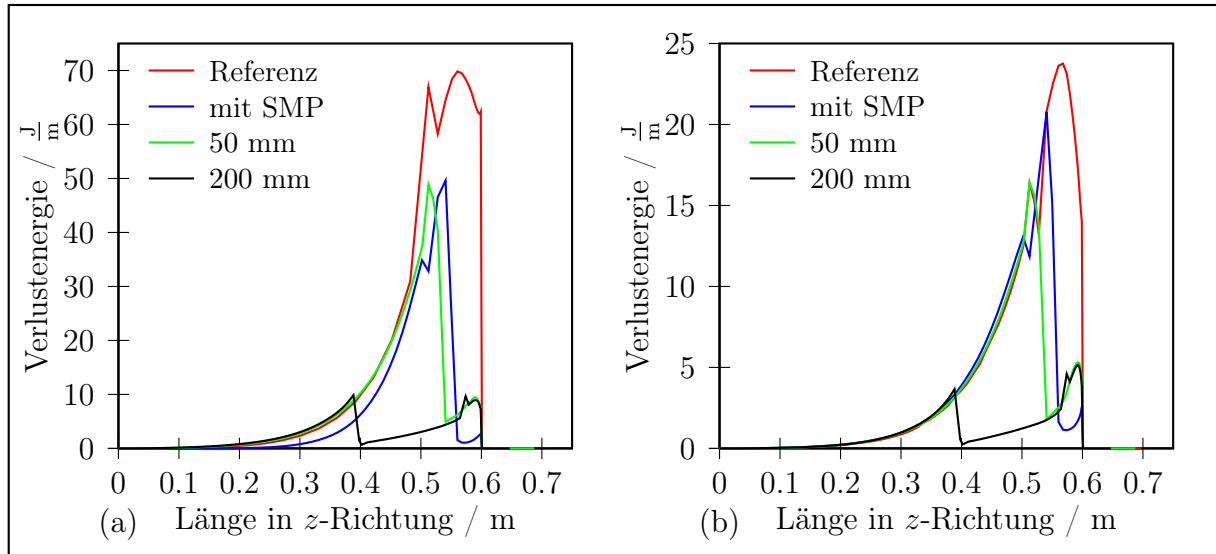 Referenz
mit SMP
50 mm
200 mm
Verlustenergie / J/m
70
60
50
40
30
20
10
0
0 0.1 0.2 0.3 0.4 0.5 0.6 0.7
(a) Länge in z-Richtung / m
Referenz
mit SMP
50 mm
200 mm
Verlustenergie / J/m
25
20
15
10
5
0
0 0.1 0.2 0.3 0.4 0.5 0.6 0.7
(b) Länge in z-Richtung / m